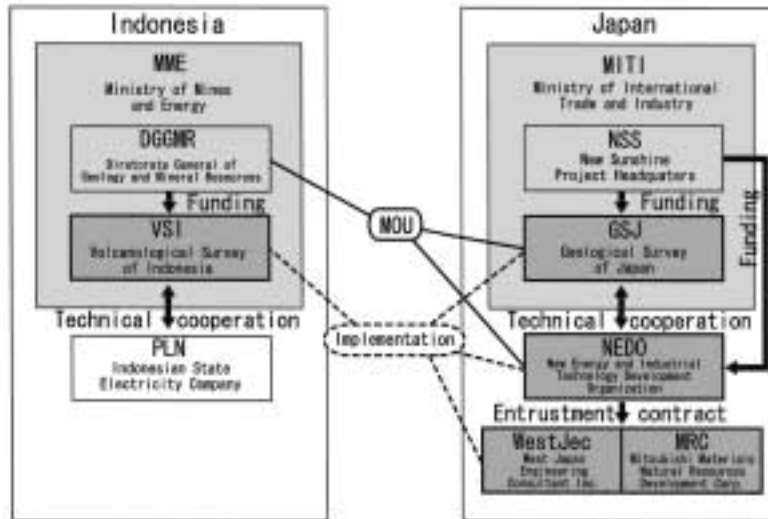 Indonesia
MME
Ministry of Mines
and Energy
DGGMR
Diretorate General of
Geology and Mineral Resources
Funding
VSI
Volcanological Survey
of Indonesia
Technical cooperation
PLN
Indonesian State
Electricity Company
MOU
Implementation
Japan
MITI
Ministry of International
Trade and Industry
NSS
New Sunshine
Project Headquaters
Funding
Funding
GSJ
Geological Survey
of Japan
Technical cooperation
NEDO
New Energy and Industrial
Technology Development
Organization
Entrustment contract
WestJec
West Japan
Engineering
Consultant Inc.
MRC
Mitsubishi Materials
Natural Resources
Development Corp.